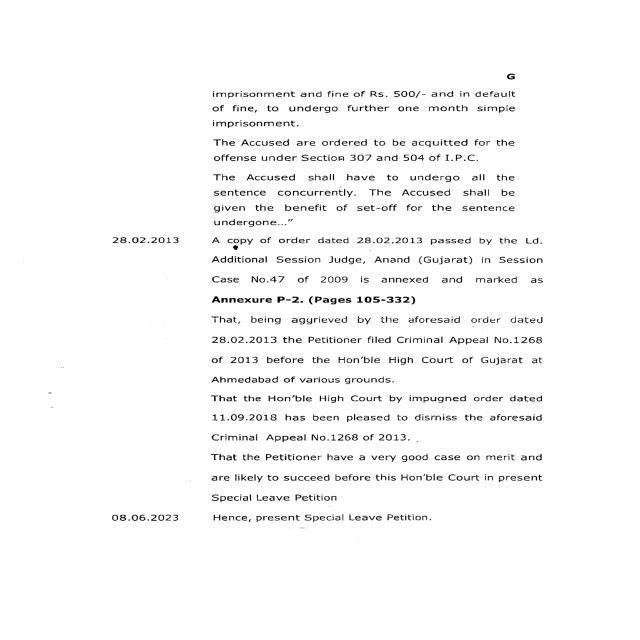 G
imprisonment and fine of Rs. 500/- and in default
of fine, to undergo further one month simple
imprisonment.
The Accused are ordered to be acquitted for the
offense under Section 307 and 504 of I.P.C.
The Accused shall have to undergo all the
sentence concurrently. The Accused shall be
given the benefit of set-off for the sentence
undergone..."
28.02.2013 A copy of order dated 28.02.2013 passed by the Ld.
Additional Session Judge, Anand (Gujarat) in Session
Case No.47 of 2009 is annexed and marked as
Annexure P-2. (Pages 105-332)
That, being aggrieved by the aforesaid order dated
28.02.2013 the Petitioner filed Criminal Appeal No.1268
of 2013 before the Hon'ble High Court of Gujarat at
Ahmedabad of various grounds.
That the Hon'ble High Court by impugned order dated
11.09.2018 has been pleased to dismiss the aforesaid
Criminal Appeal No.1268 of 2013.
That the Petitioner have a very good case on merit and
are likely to succeed before this Hon'ble Court in present
Special Leave Petition
08.06.2023 Hence, present Special Leave Petition.